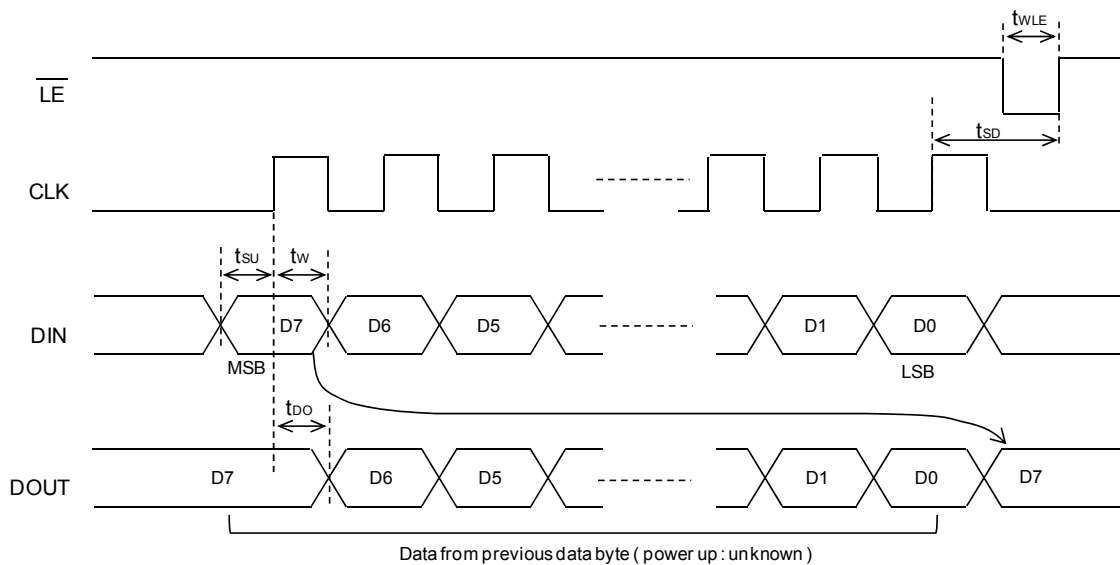 tWLE
LE
tSD
CLK
tSU tW
DIN D7 D6 D5 D1 D0
MSB LSB
tDO
DOUT D7 D6 D5 D1 D0 D7
Data from previous data byte ( power up : unknown )